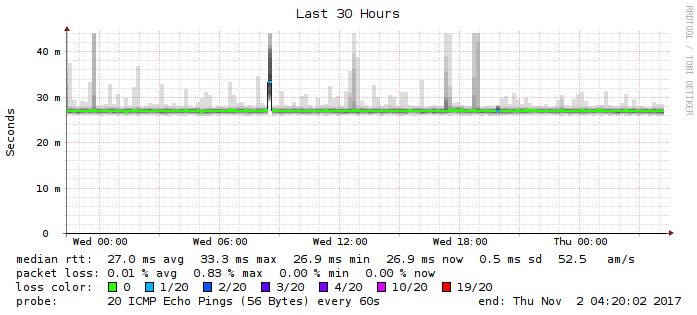 Last 30 Hours
RRDTOOL / TOBI OETIKER
Seconds
40 m
30 m
20 m
10 m
0
Wed 00:00 Wed 06:00 Wed 12:00 Wed 18:00 Thu 00:00
median rtt: 27.0 ms avg 33.3 ms max 26.9 ms min 26.9 ms now 0.5 ms sd 52.5 am/s
packet loss: 0.01 % avg 0.83 % max 0.00 % min 0.00 % now
loss color: 0 1/20 2/20 3/20 4/20 10/20 19/20
probe: 20 ICMP Echo Pings (56 Bytes) every 60s end: Thu Nov 2 04:20:02 2017